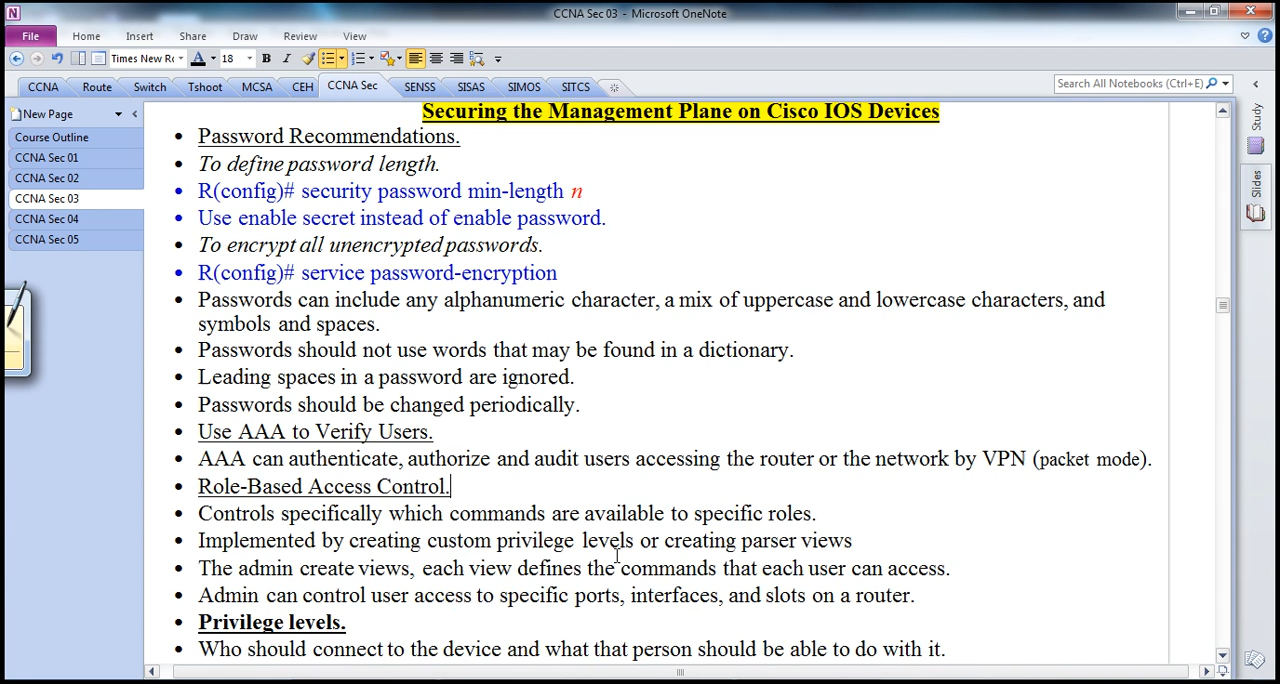 CCNA Sec 03 - Microsoft OneNote
File Home Insert Share Draw Review View
Times New R 18 B I
CCNA Route Switch Tshoot MCSA CEH CCNA Sec SENSS SISAS SIMOS SITCS
Search All Notebooks (Ctrl+E)
New Page
Course Outline
CCNA Sec 01
CCNA Sec 02
CCNA Sec 03
CCNA Sec 04
CCNA Sec 05
Securing the Management Plane on Cisco IOS Devices
• Password Recommendations.
• To define password length.
• R(config)# security password min-length n
• Use enable secret instead of enable password.
• To encrypt all unencrypted passwords.
• R(config)# service password-encryption
• Passwords can include any alphanumeric character, a mix of uppercase and lowercase characters, and
symbols and spaces.
• Passwords should not use words that may be found in a dictionary.
• Leading spaces in a password are ignored.
• Passwords should be changed periodically.
• Use AAA to Verify Users.
• AAA can authenticate, authorize and audit users accessing the router or the network by VPN (packet mode).
• Role-Based Access Control.
• Controls specifically which commands are available to specific roles.
• Implemented by creating custom privilege levels or creating parser views
• The admin create views, each view defines the commands that each user can access.
• Admin can control user access to specific ports, interfaces, and slots on a router.
• Privilege levels.
• Who should connect to the device and what that person should be able to do with it.
Study
Slides